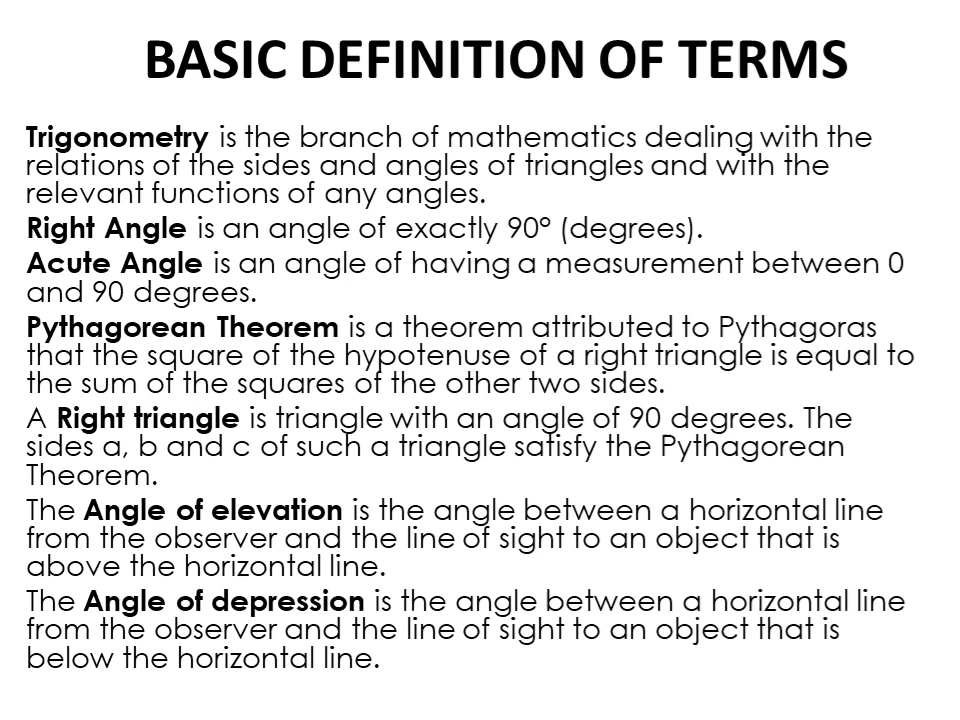 BASIC DEFINITION OF TERMS
Trigonometry is the branch of mathematics dealing with the
relations of the sides and angles of triangles and with the
relevant functions of any angles.
Right Angle is an angle of exactly 90° (degrees).
Acute Angle is an angle of having a measurement between 0
and 90 degrees.
Pythagorean Theorem is a theorem attributed to Pythagoras
that the square of the hypotenuse of a right triangle is equal to
the sum of the squares of the other two sides.
A Right triangle is triangle with an angle of 90 degrees. The
sides a, b and c of such a triangle satisfy the Pythagorean
Theorem.
The Angle of elevation is the angle between a horizontal line
from the observer and the line of sight to an object that is
above the horizontal line.
The Angle of depression is the angle between a horizontal line
from the observer and the line of sight to an object that is
below the horizontal line.